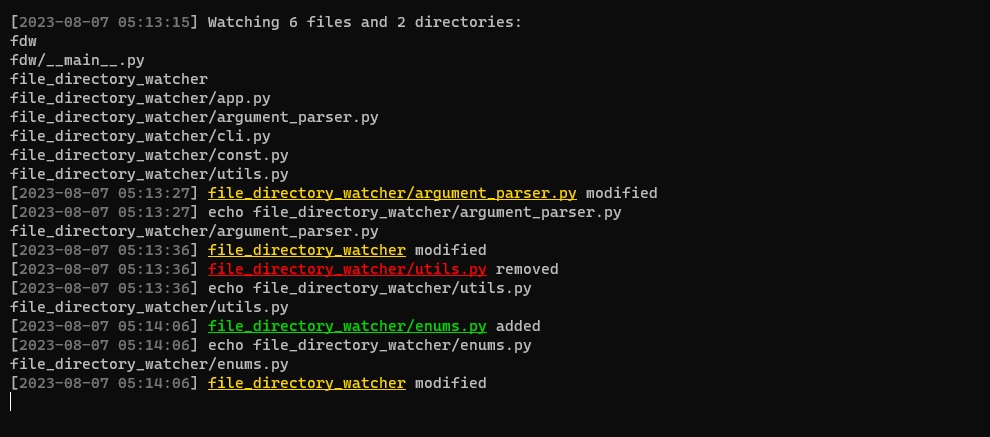 [2023-08-07 05:13:15] Watching 6 files and 2 directories:
fdw
fdw/__main__.py
file_directory_watcher
file_directory_watcher/app.py
file_directory_watcher/argument_parser.py
file_directory_watcher/cli.py
file_directory_watcher/const.py
file_directory_watcher/utils.py
[2023-08-07 05:13:27] file_directory_watcher/argument_parser.py modified
[2023-08-07 05:13:27] echo file_directory_watcher/argument_parser.py
file_directory_watcher/argument_parser.py
[2023-08-07 05:13:36] file_directory_watcher modified
[2023-08-07 05:13:36] file_directory_watcher/utils.py removed
[2023-08-07 05:13:36] echo file_directory_watcher/utils.py
file_directory_watcher/utils.py
[2023-08-07 05:14:06] file_directory_watcher/enums.py added
[2023-08-07 05:14:06] echo file_directory_watcher/enums.py
file_directory_watcher/enums.py
[2023-08-07 05:14:06] file_directory_watcher modified